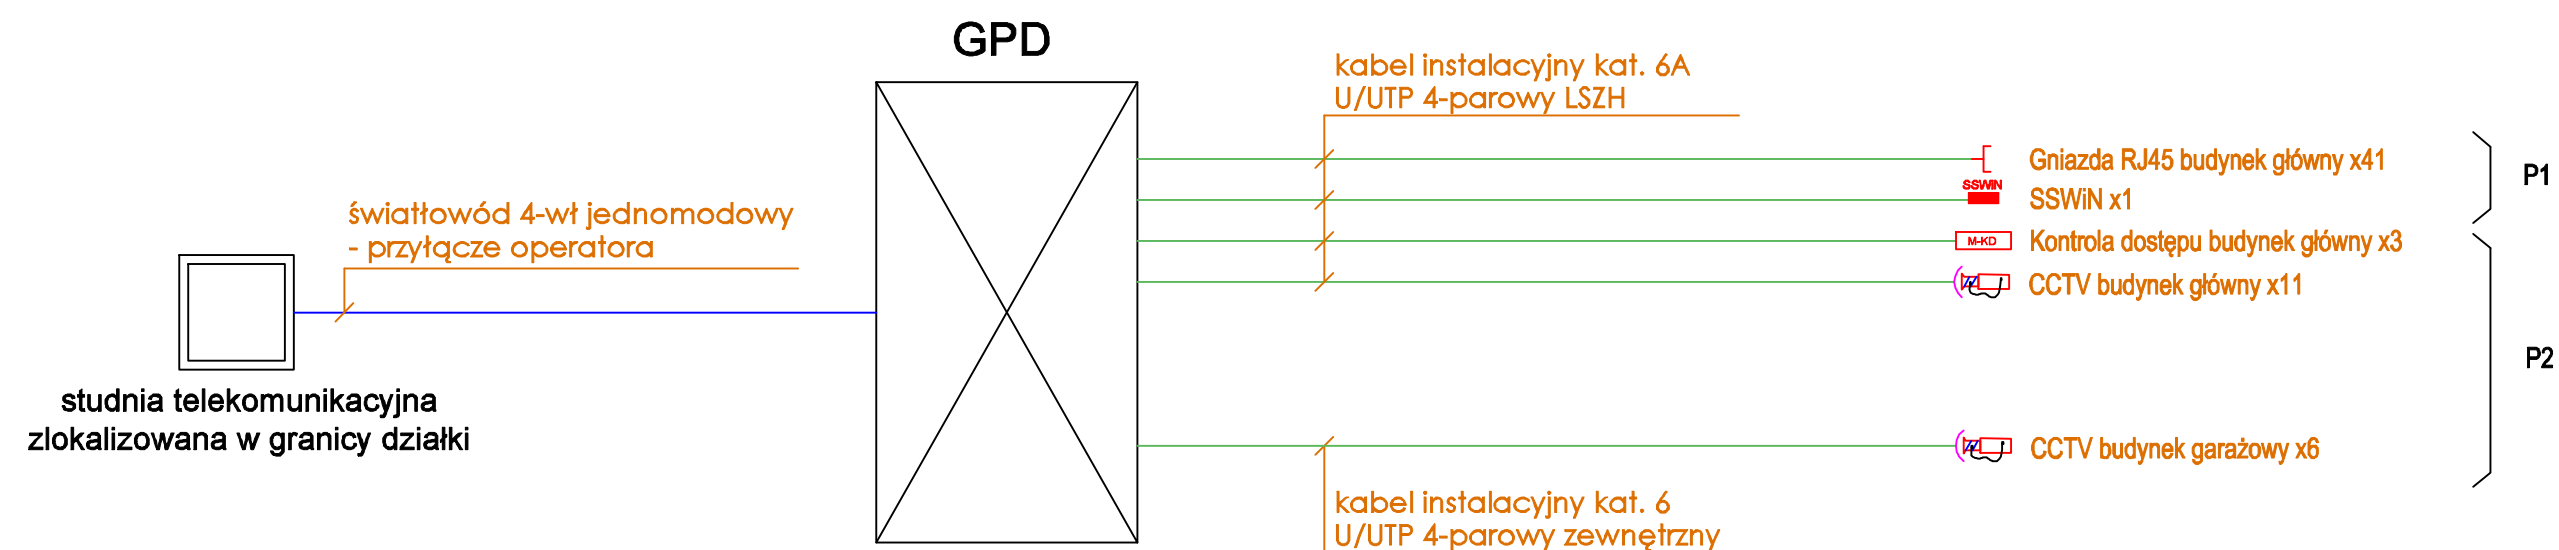 GPD
kabel instalacyjny kat. 6A
U/UTP 4-parowy LSZH
Gniazda RJ45 budynek główny x41
P1
SSWIN
SSWiN x1
światłowód 4-wł jednomodowy
- przyłącze operatora
M-KD
Kontrola dostępu budynek główny x3
CCTV budynek główny x11
P2
studnia telekomunikacyjna
zlokalizowana w granicy działki
CCTV budynek garażowy x6
kabel instalacyjny kat. 6
U/UTP 4-parowy zewnętrzny